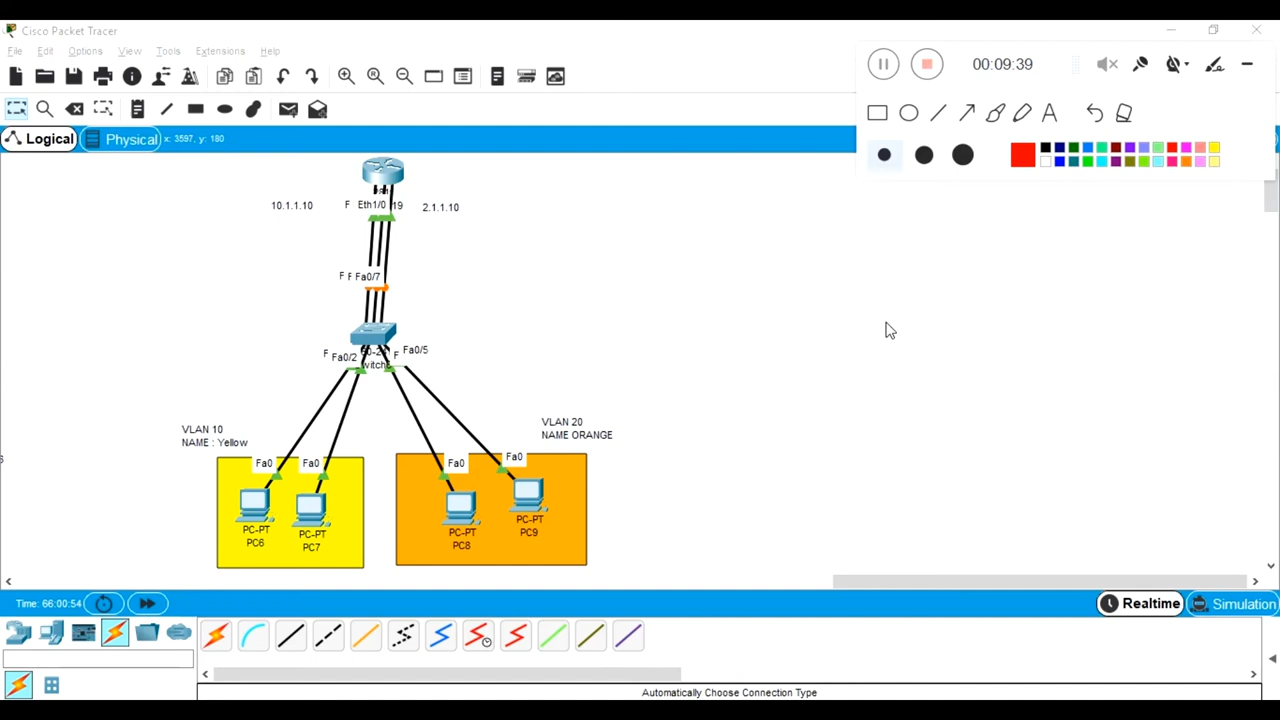 Cisco Packet Tracer
File Edit Options View Tools Extensions Help
00:09:39
A
Logical Physical x: 3597, y: 180
10.1.1.10 F Eth1/0 19 2.1.1.10
F F Fa0/7
F Fa0/2 F Fa0/5
VLAN 10
NAME : Yellow
VLAN 20
NAME ORANGE
Fa0 Fa0 Fa0 Fa0
PC-PT
PC6
PC-PT
PC7
PC-PT
PC8
PC-PT
PC9
Time: 66:00:54 Realtime Simulation
Automatically Choose Connection Type